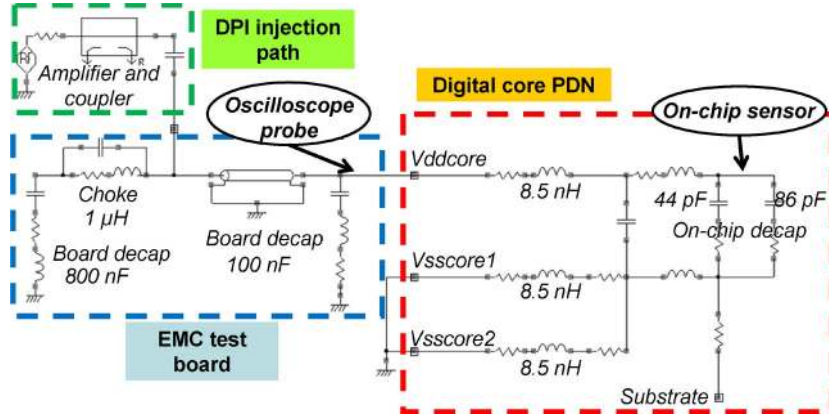 DPI injection
path
RF
R
Amplifier and
coupler
Oscilloscope
probe
Digital core PDN
On-chip sensor
Vddcore
8.5 nH
44 pF
86 pF
On-chip decap
Choke
1 µH
Board decap
800 nF
Board decap
100 nF
Vsscore1
8.5 nH
EMC test
board
Vsscore2
8.5 nH
Substrate